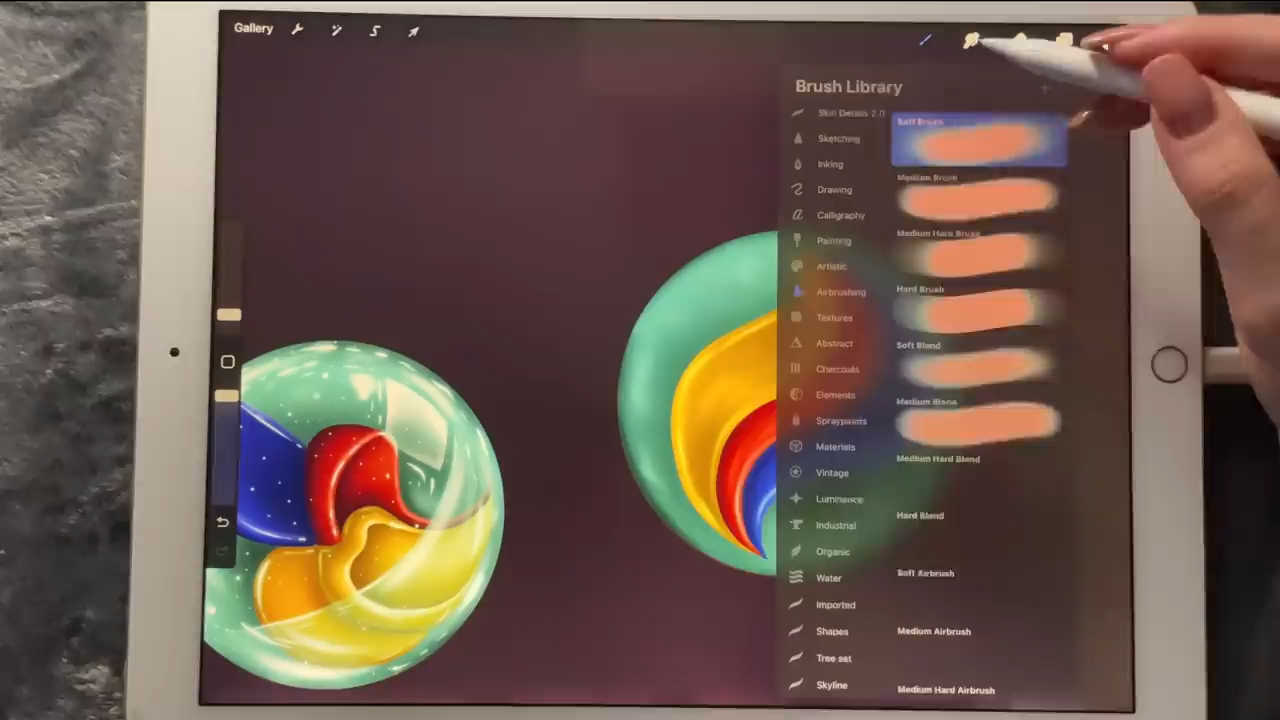 Gallery
Brush Library
Skin Details 2.0
Sketching
Inking
Drawing
Calligraphy
Painting
Artistic
Airbrushing
Textures
Abstract
Charcoals
Elements
Spraypaints
Materials
Vintage
Luminance
Industrial
Organic
Water
Imported
Shapes
Tree set
Skyline
Soft Brush
Medium Brush
Medium Hard Brush
Hard Brush
Soft Blend
Medium Blend
Medium Hard Blend
Hard Blend
Soft Airbrush
Medium Airbrush
Medium Hard Airbrush